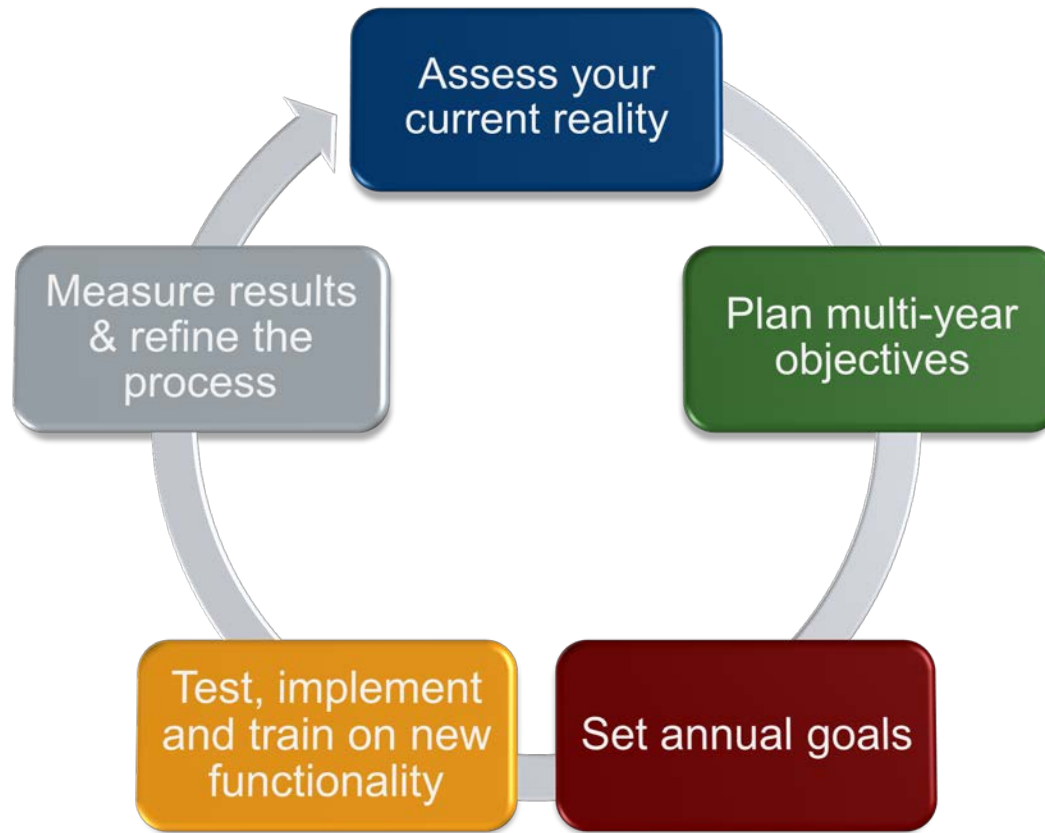 Assess your
current reality
Plan multi-year
objectives
Set annual goals
Test, implement
and train on new
functionality
Measure results
& refine the
process